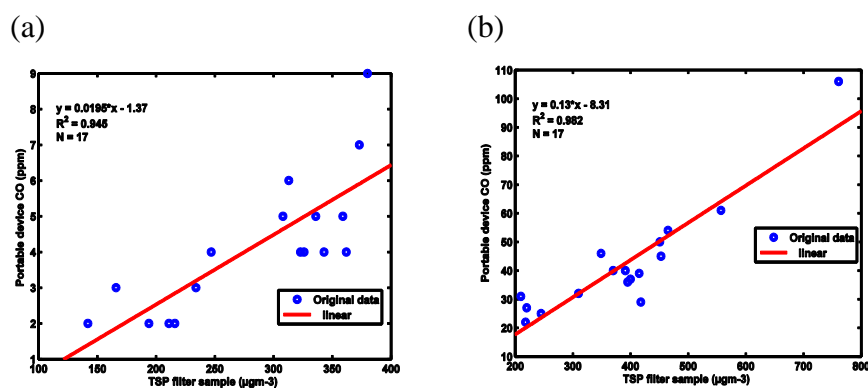 (a)
(b)
y = 0.0195*x - 1.37
R² = 0.945
N = 17
Portable device CO (ppm)
9
8
7
6
5
4
3
2
1
100
150
200
250
300
350
400
TSP filter sample (µgm-3)
Original data
linear
y = 0.13*x - 8.31
R² = 0.982
N = 17
Portable device CO (ppm)
110
100
90
80
70
60
50
40
30
20
10
200
300
400
500
600
700
800
TSP filter sample (µgm-3)
Original data
linear